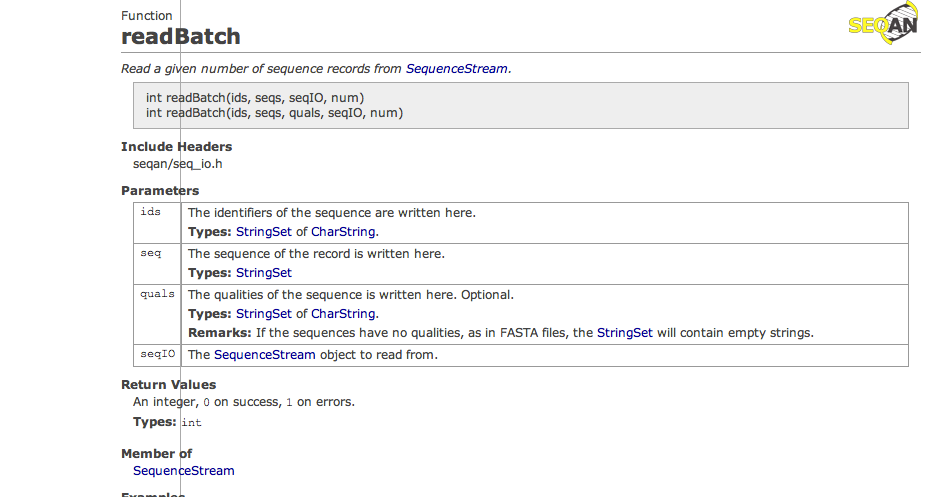 Function
readBatch
SEQAN
Read a given number of sequence records from SequenceStream.
int readBatch(ids, seqs, seqIO, num)
int readBatch(ids, seqs, quals, seqIO, num)
Include Headers
seqan/seq_io.h
Parameters
ids The identifiers of the sequence are written here.
Types: StringSet of CharString.
seq The sequence of the record is written here.
Types: StringSet
quals The qualities of the sequence is written here. Optional.
Types: StringSet of CharString.
Remarks: If the sequences have no qualities, as in FASTA files, the StringSet will contain empty strings.
seqIO The SequenceStream object to read from.
Return Values
An integer, 0 on success, 1 on errors.
Types: int
Member of
SequenceStream
Examples